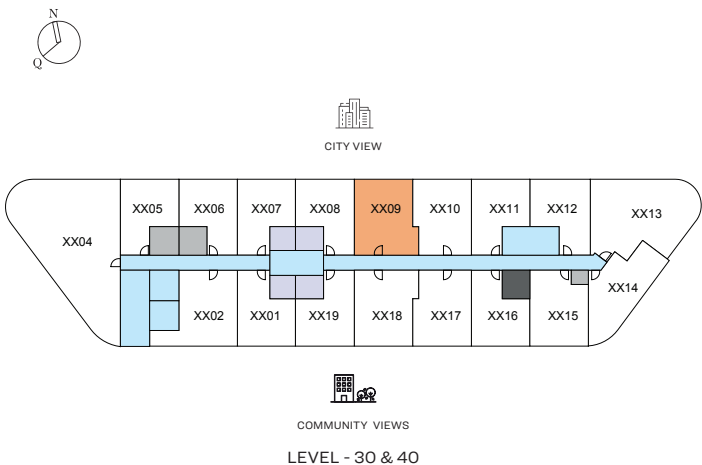 N
Q
CITY VIEW
XX05 XX06 XX07 XX08 XX09 XX10 XX11 XX12 XX13
XX04
XX14
XX02 XX01 XX19 XX18 XX17 XX16 XX15
COMMUNITY VIEWS
LEVEL - 30 & 40